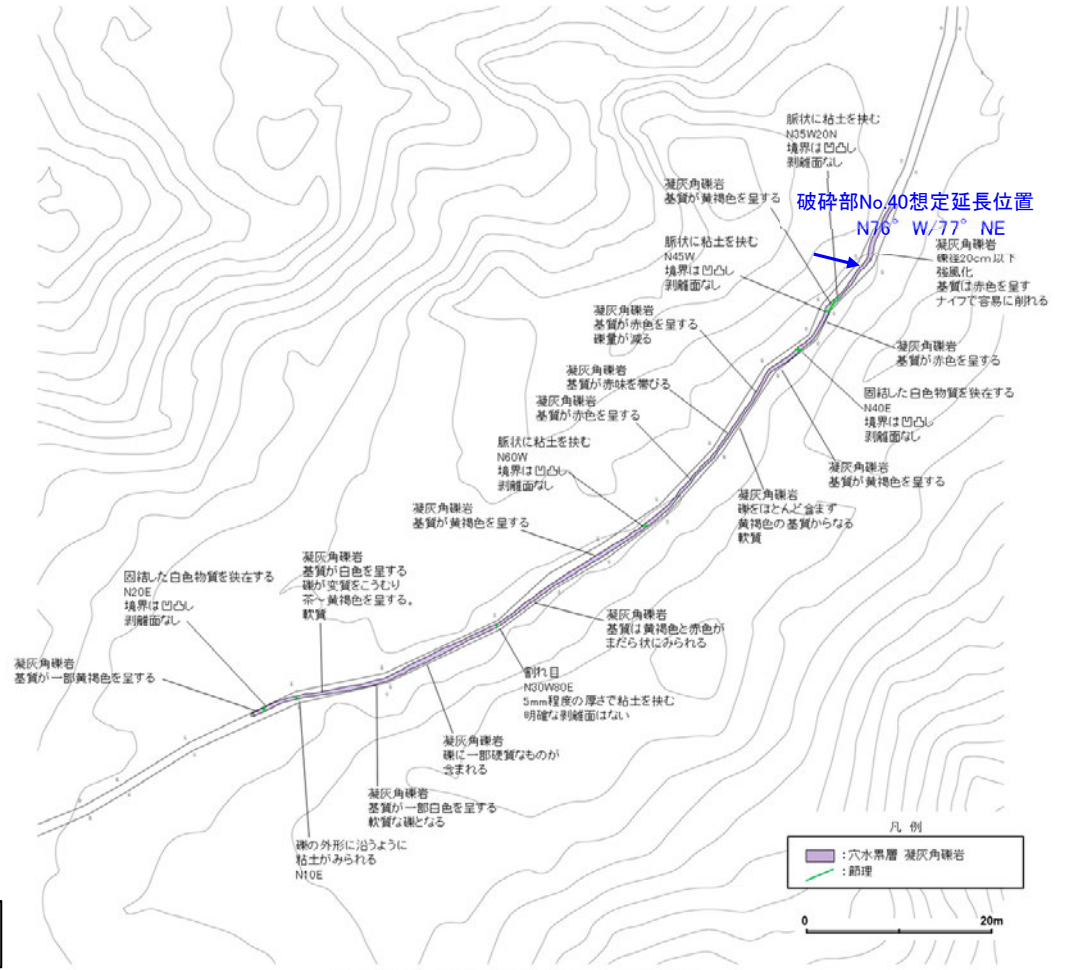 脈状に粘土を挟む
N35W20N
境界は凹凸し
剥離面なし
凝灰角礫岩
基質が黄褐色を呈する
破砕部No.40想定延長位置
N76°W/77°NE
脈状に粘土を挟む
N45W
境界は凹凸し
剥離面なし
凝灰角礫岩
礫径20cm以下
強風化
基質は赤色を呈す
ナイフで容易に削れる
凝灰角礫岩
基質が赤色を呈する
礫量が減る
凝灰角礫岩
基質が赤色を呈する
凝灰角礫岩
基質が赤味を帯びる
固結した白色物質を狭在する
N40E
境界は凹凸し
剥離面なし
凝灰角礫岩
基質が赤色を呈する
脈状に粘土を挟む
N60W
境界は凹凸し
剥離面なし
凝灰角礫岩
基質が黄褐色を呈する
凝灰角礫岩
礫をほとんど含まず
黄褐色の基質からなる
軟質
凝灰角礫岩
基質が黄褐色を呈する
凝灰角礫岩
基質が白色を呈する
礫が変質をこうむり
茶～黄褐色を呈する。
軟質
固結した白色物質を狭在する
N20E
境界は凹凸し
剥離面なし
凝灰角礫岩
基質は黄褐色と赤色が
まだら状にみられる
凝灰角礫岩
基質が一部黄褐色を呈する
割れ目
N30W80E
5mm程度の厚さで粘土を挟む
明確な剥離面はない
凝灰角礫岩
礫に一部硬質なものが
含まれる
凝灰角礫岩
基質が一部白色を呈する
軟質な礫となる
礫の外形に沿うように
粘土がみられる
N10E
凡例
:穴水累層 凝灰角礫岩
:節理
0 20m